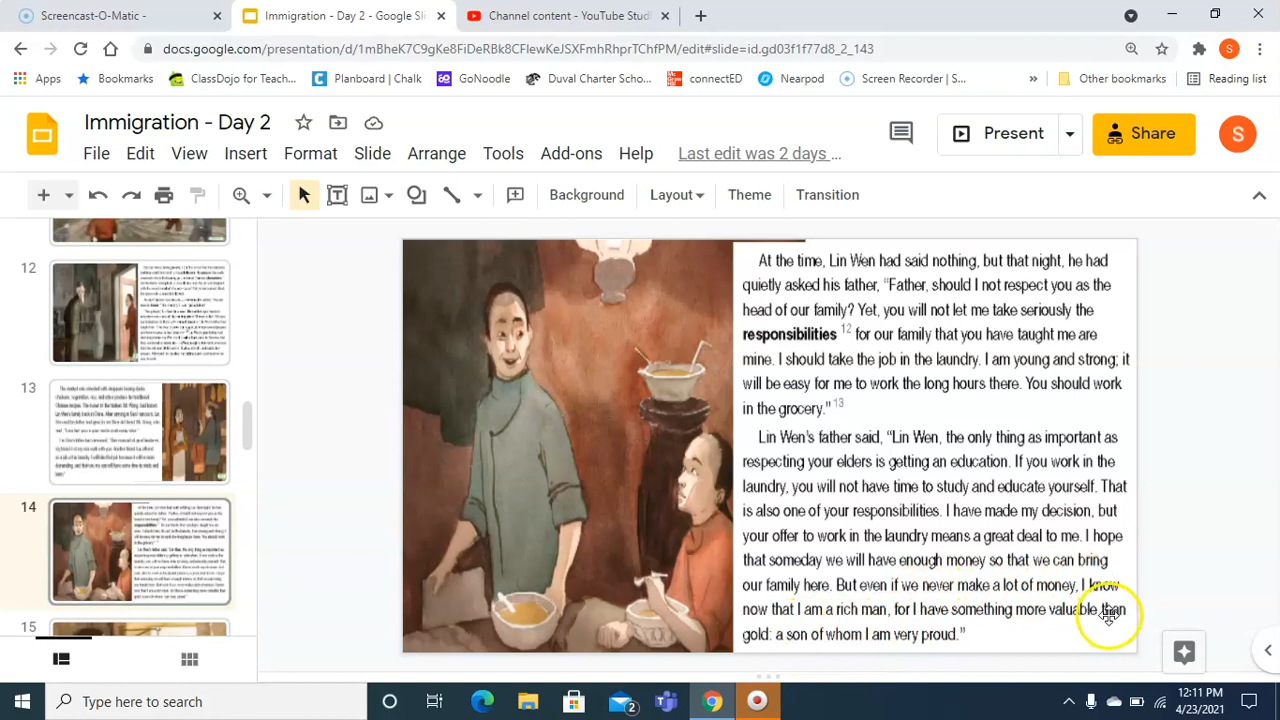 Screencast-O-Matic
Immigration - Day 2
Channel content - YouTube Stud
docs.google.com/presentation/d/1mBheK7C9gKe8FiDeRBk8CFIewKeJSXrmhRhprTChfPM/edit#slide=id.gd03f1f77d8_2_143
Apps
Bookmarks
ClassDojo for Teac...
Planboard | Chalk
GoNoodle
Duval Charter Scho...
connectED
Nearpod
Screen Recorder | S...
»
Other bookmarks
Reading list
Immigration - Day 2
Present
Share
S
File Edit View Insert Format Slide Arrange Tools Add-ons Help Last edit was 2 days ...
Background Layout Theme Transition
12
13
14
15
At the time, Lin Wen had said nothing, but that night, he had
quietly asked his father, "Father, should I not respect you as the
head of our family? You will not let me take seriously the
responsibilites to our family that you have taught me are
mine. I should take the job in the laundry. I am young and strong; it
will be easy for me to work the longer hours there. You should work
in the grocery."
Lin Wen's father said, "Lin Wen, the only thing as important as
respecting your elders is getting an education. If you work in the
laundry, you will not have time to study and educate yourself. That
is also one of your responsibilities. I have made my decision, but
your offer to work in the laundry means a great deal to me. I hope
that someday we will have enough money so that we can bring
our family here, but even if I never make a lot of money, I know
now that I am a rich man, for I have something more valuable than
gold: a son of whom I am very proud."
Type here to search
2
12:11 PM
4/23/2021